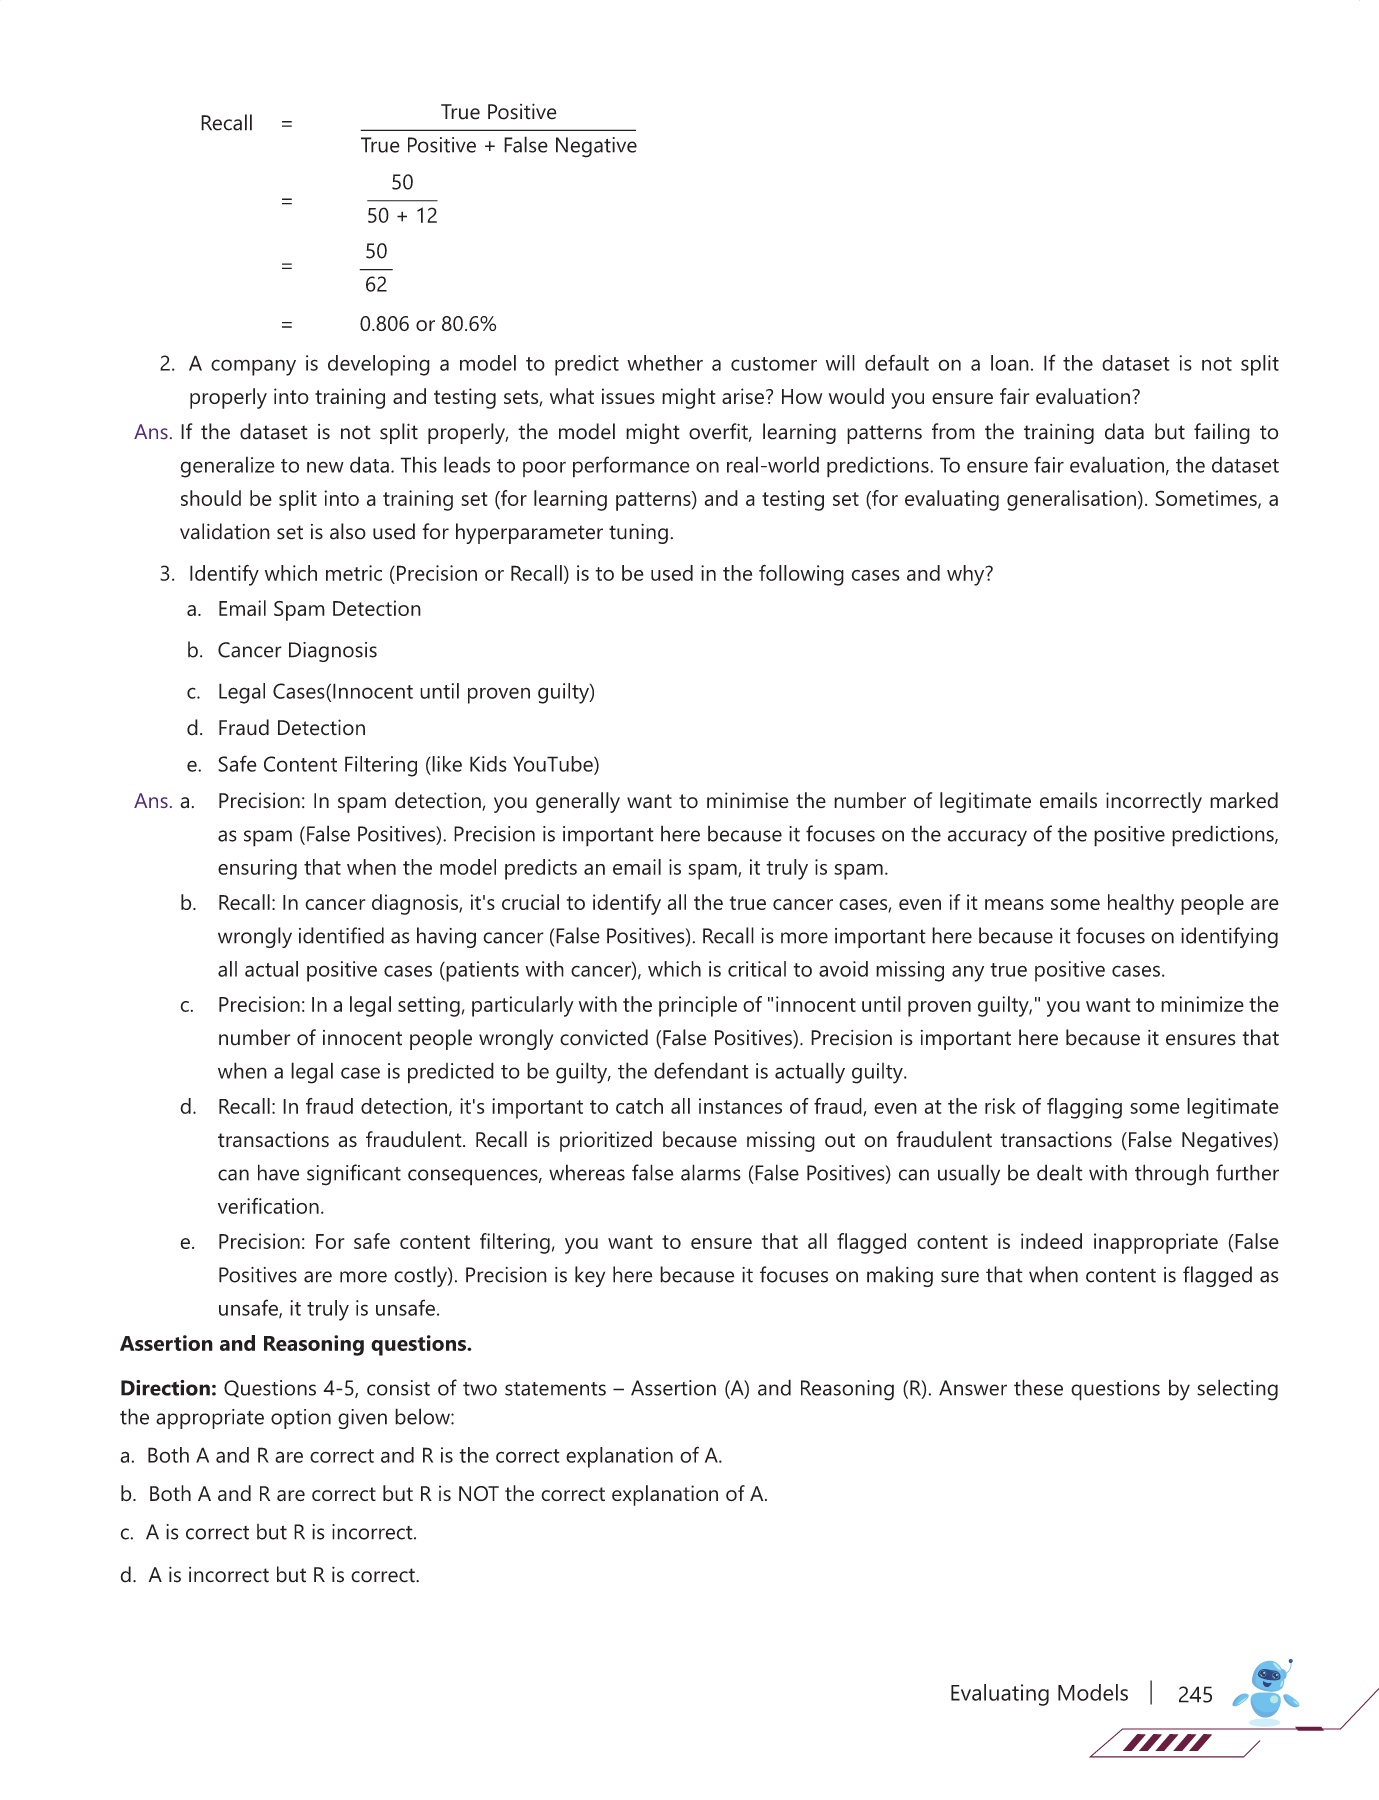 True Positive
Recall =
True Positive + False Negative
50
=
50 + 12
50
=
62
= 0.806 or 80.6%
2. A company is developing a model to predict whether a customer will default on a loan. If the dataset is not split
properly into training and testing sets, what issues might arise? How would you ensure fair evaluation?
Ans. If the dataset is not split properly, the model might overfit, learning patterns from the training data but failing to
generalize to new data. This leads to poor performance on real-world predictions. To ensure fair evaluation, the dataset
should be split into a training set (for learning patterns) and a testing set (for evaluating generalisation). Sometimes, a
validation set is also used for hyperparameter tuning.
3. Identify which metric (Precision or Recall) is to be used in the following cases and why?
a. Email Spam Detection
b. Cancer Diagnosis
c. Legal Cases(Innocent until proven guilty)
d. Fraud Detection
e. Safe Content Filtering (like Kids YouTube)
Ans. a. Precision: In spam detection, you generally want to minimise the number of legitimate emails incorrectly marked
as spam (False Positives). Precision is important here because it focuses on the accuracy of the positive predictions,
ensuring that when the model predicts an email is spam, it truly is spam.
b. Recall: In cancer diagnosis, it's crucial to identify all the true cancer cases, even if it means some healthy people are
wrongly identified as having cancer (False Positives). Recall is more important here because it focuses on identifying
all actual positive cases (patients with cancer), which is critical to avoid missing any true positive cases.
c. Precision: In a legal setting, particularly with the principle of "innocent until proven guilty," you want to minimize the
number of innocent people wrongly convicted (False Positives). Precision is important here because it ensures that
when a legal case is predicted to be guilty, the defendant is actually guilty.
d. Recall: In fraud detection, it's important to catch all instances of fraud, even at the risk of flagging some legitimate
transactions as fraudulent. Recall is prioritized because missing out on fraudulent transactions (False Negatives)
can have significant consequences, whereas false alarms (False Positives) can usually be dealt with through further
verification.
e. Precision: For safe content filtering, you want to ensure that all flagged content is indeed inappropriate (False
Positives are more costly). Precision is key here because it focuses on making sure that when content is flagged as
unsafe, it truly is unsafe.
Assertion and Reasoning questions.
Direction: Questions 4-5, consist of two statements – Assertion (A) and Reasoning (R). Answer these questions by selecting
the appropriate option given below:
a. Both A and R are correct and R is the correct explanation of A.
b. Both A and R are correct but R is NOT the correct explanation of A.
c. A is correct but R is incorrect.
d. A is incorrect but R is correct.
Evaluating Models | 245